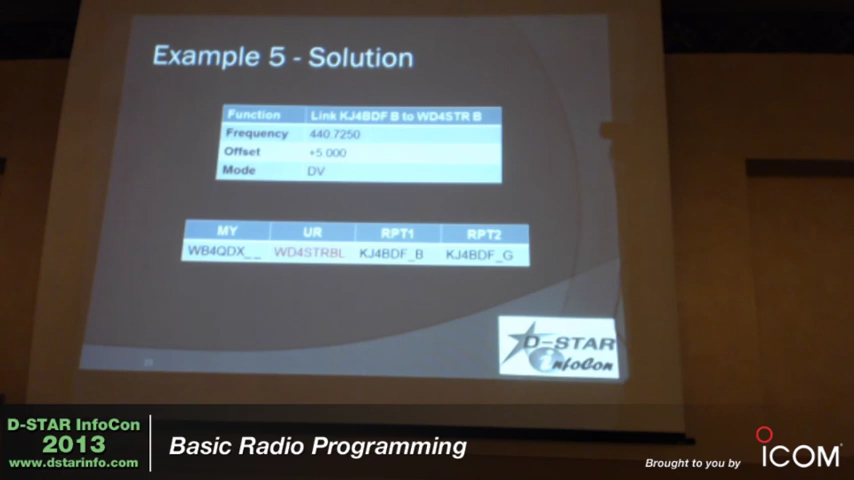 Example 5 - Solution
Function Link KJ4BDF B to WD4STR B
Frequency 440.7250
Offset +5.000
Mode DV
MY UR RPT1 RPT2
WB4QDX__ WD4STRBL KJ4BDF_B KJ4BDF_G
D-STAR
InfoCon
D-STAR InfoCon
2013
www.dstarinfo.com
Basic Radio Programming
Brought to you by
ICOM